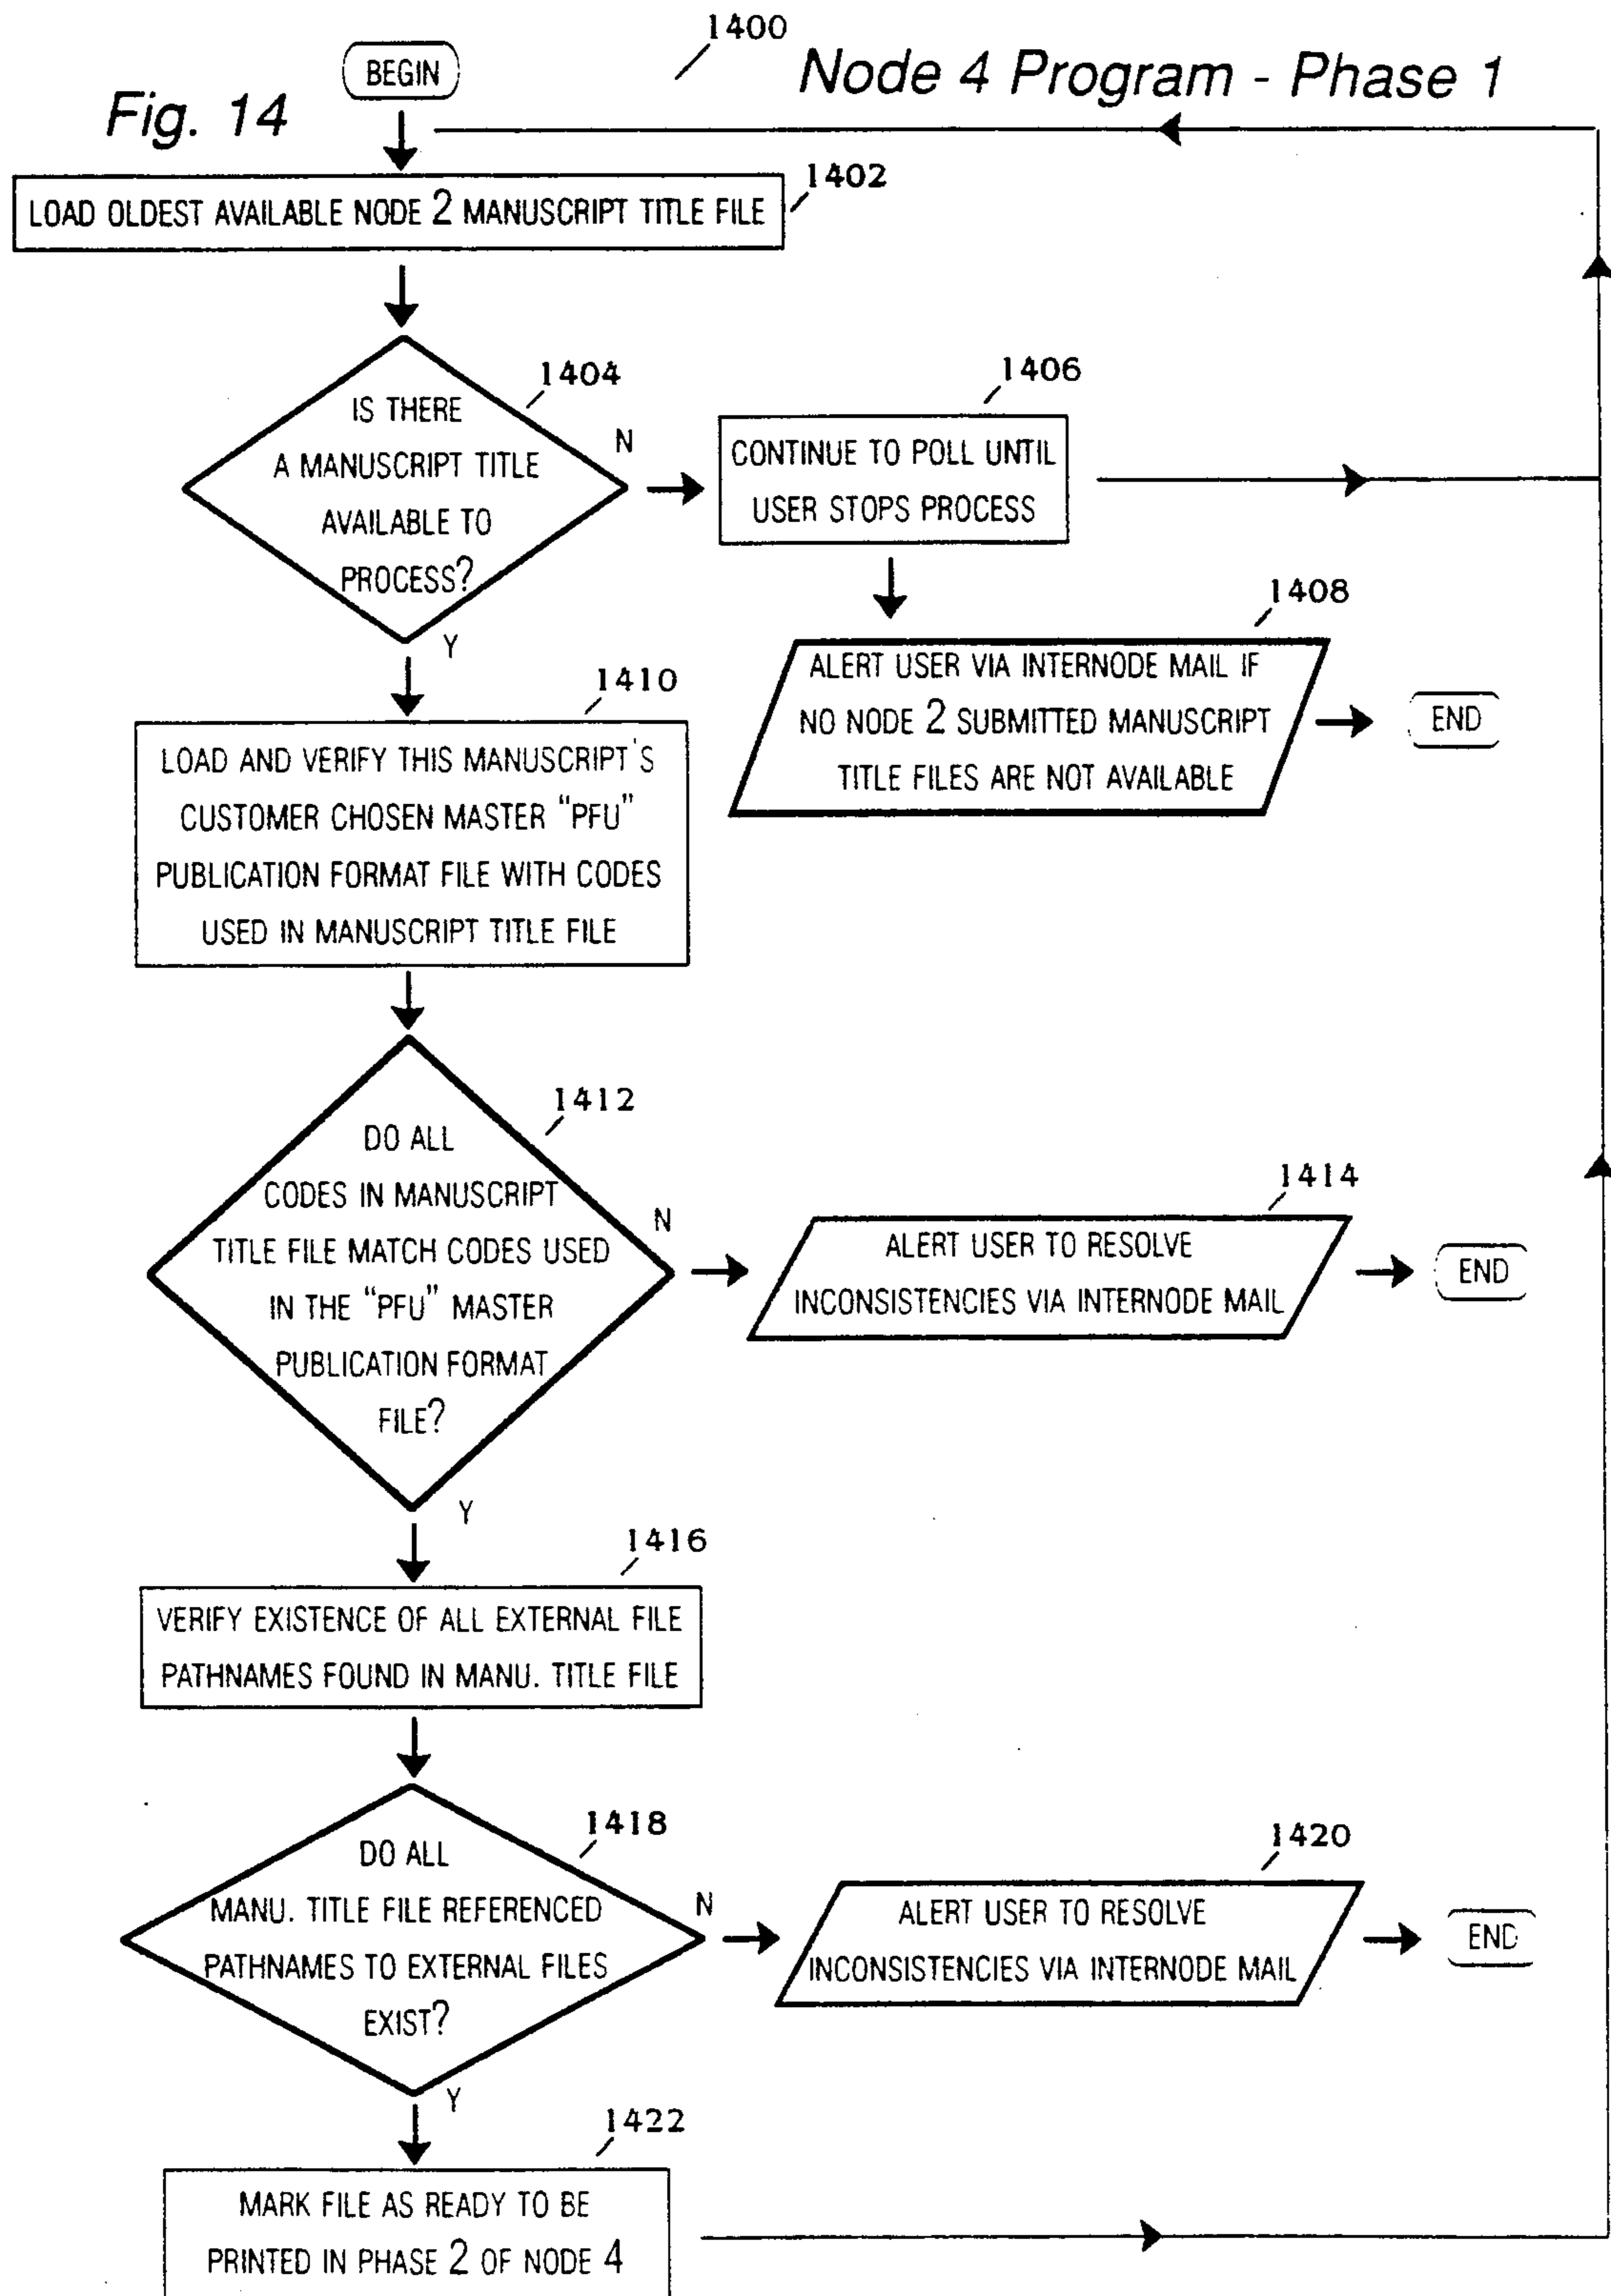 1400
BEGIN
Node 4 Program - Phase 1
Fig. 14
1402
LOAD OLDEST AVAILABLE NODE 2 MANUSCRIPT TITLE FILE
1404
IS THERE
A MANUSCRIPT TITLE
AVAILABLE TO
PROCESS?
N
Y
1406
CONTINUE TO POLL UNTIL
USER STOPS PROCESS
1408
ALERT USER VIA INTERNODE MAIL IF
NO NODE 2 SUBMITTED MANUSCRIPT
TITLE FILES ARE NOT AVAILABLE
END
1410
LOAD AND VERIFY THIS MANUSCRIPT'S
CUSTOMER CHOSEN MASTER "PFU"
PUBLICATION FORMAT FILE WITH CODES
USED IN MANUSCRIPT TITLE FILE
1412
DO ALL
CODES IN MANUSCRIPT
TITLE FILE MATCH CODES USED
IN THE "PFU" MASTER
PUBLICATION FORMAT
FILE?
N
Y
1414
ALERT USER TO RESOLVE
INCONSISTENCIES VIA INTERNODE MAIL
END
1416
VERIFY EXISTENCE OF ALL EXTERNAL FILE
PATHNAMES FOUND IN MANU. TITLE FILE
1418
DO ALL
MANU. TITLE FILE REFERENCED
PATHNAMES TO EXTERNAL FILES
EXIST?
N
Y
1420
ALERT USER TO RESOLVE
INCONSISTENCIES VIA INTERNODE MAIL
END
1422
MARK FILE AS READY TO BE
PRINTED IN PHASE 2 OF NODE 4